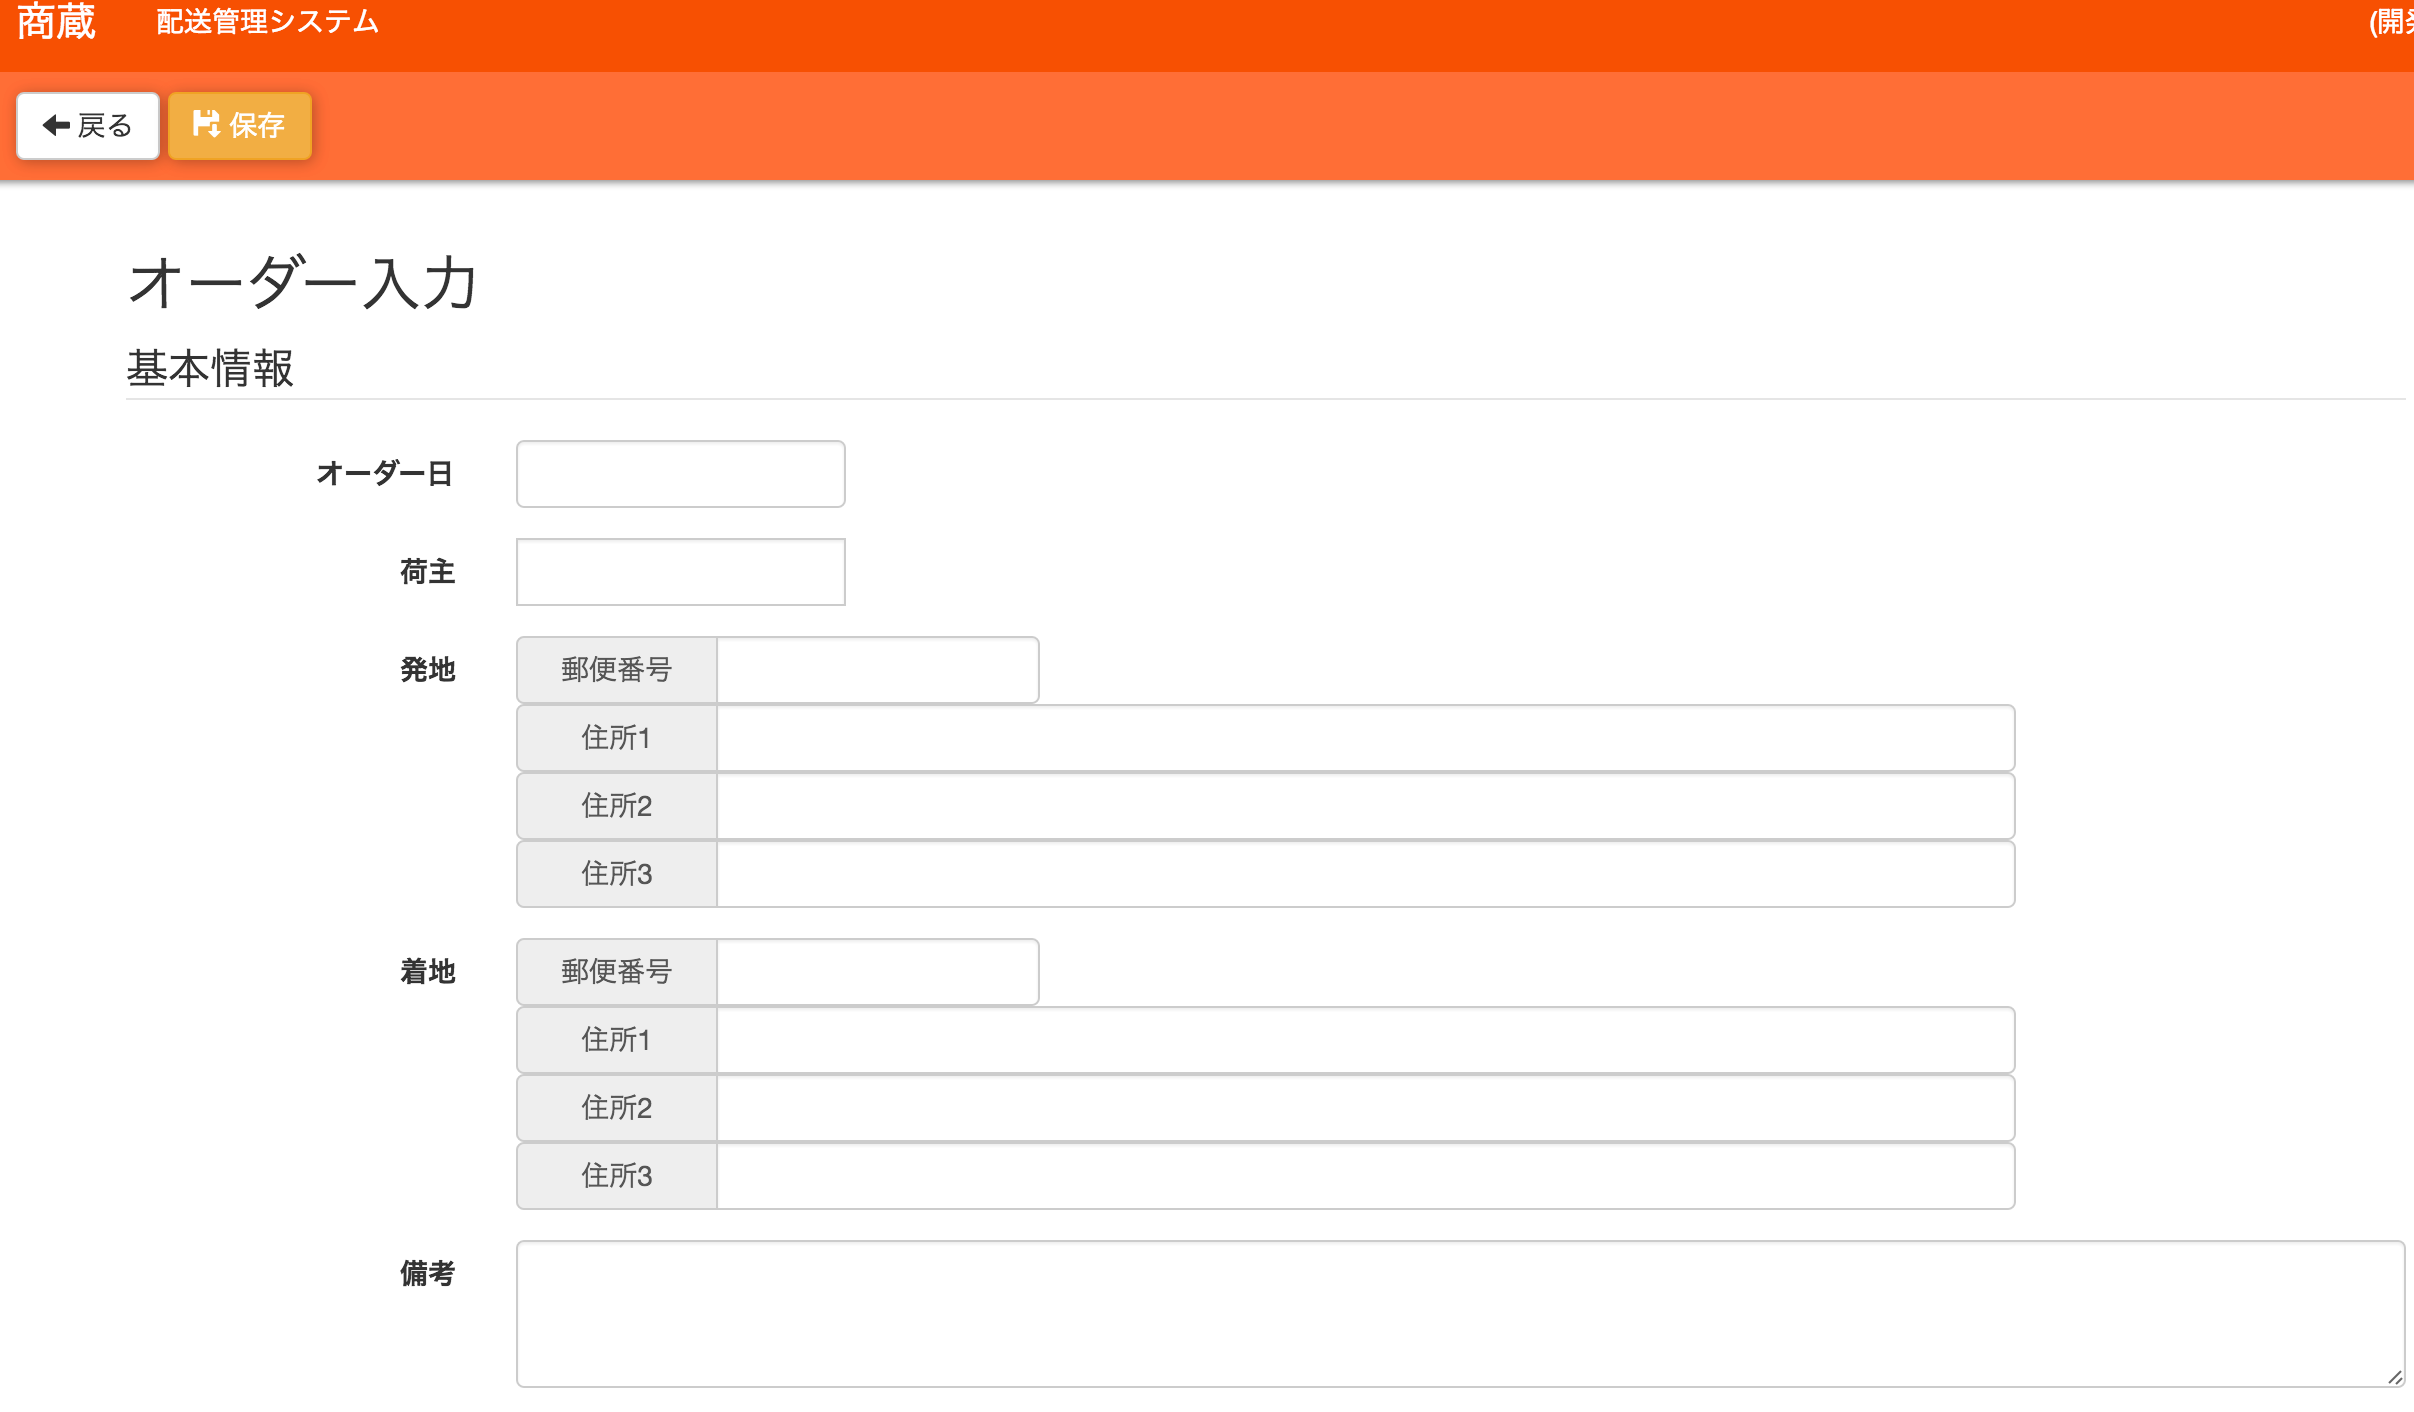 商蔵 配送管理システム (開発
戻る 保存
オーダー入力
基本情報
オーダー日
荷主
発地 郵便番号
住所1
住所2
住所3
着地 郵便番号
住所1
住所2
住所3
備考